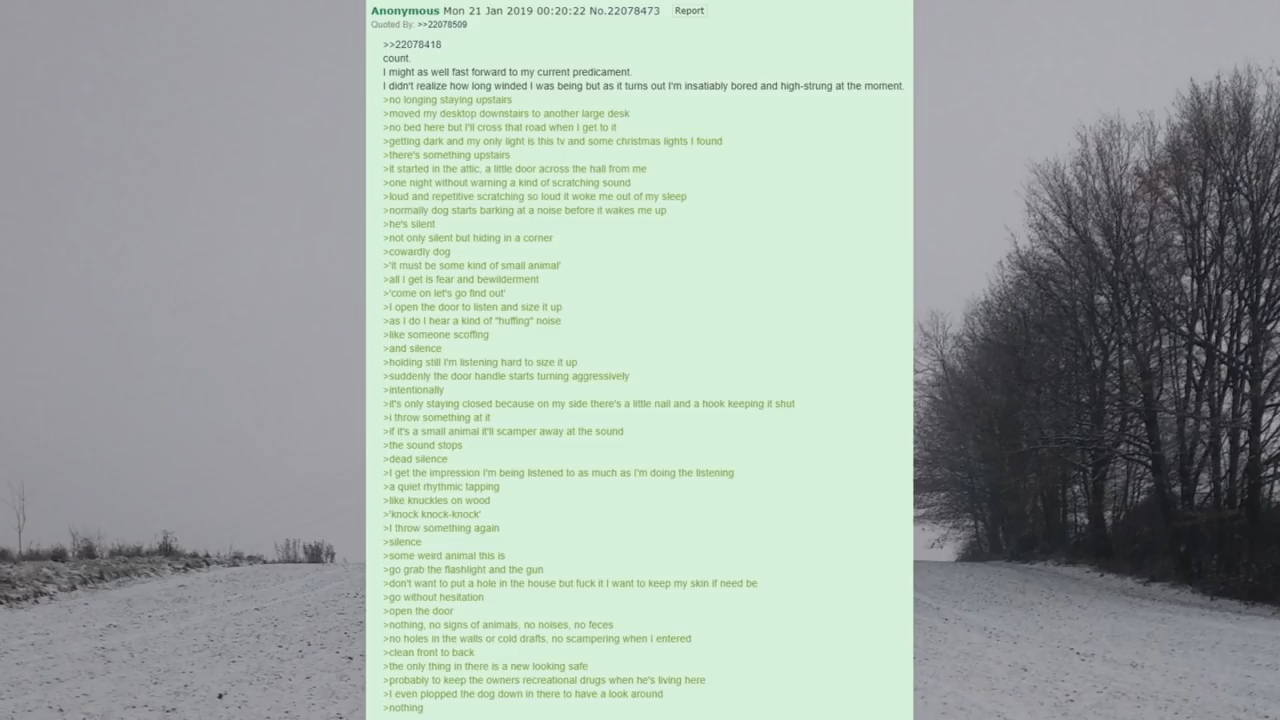 Anonymous Mon 21 Jan 2019 00:20:22 No.22078473 Report
Quoted By: >>22078509
>>22078418
count.
I might as well fast forward to my current predicament.
I didn't realize how long winded I was being but as it turns out I'm insatiably bored and high-strung at the moment.
>no longing staying upstairs
>moved my desktop downstairs to another large desk
>no bed here but I'll cross that road when I get to it
>getting dark and my only light is this tv and some christmas lights I found
>there's something upstairs
>it started in the attic, a little door across the hall from me
>one night without warning a kind of scratching sound
>loud and repetitive scratching so loud it woke me out of my sleep
>normally dog starts barking at a noise before it wakes me up
>he's silent
>not only silent but hiding in a corner
>cowardly dog
>'it must be some kind of small animal'
>all I get is fear and bewilderment
>'come on let's go find out'
>I open the door to listen and size it up
>as I do I hear a kind of "huffing" noise
>like someone scoffing
>and silence
>holding still I'm listening hard to size it up
>suddenly the door handle starts turning aggressively
>intentionally
>it's only staying closed because on my side there's a little nail and a hook keeping it shut
>i throw something at it
>if it's a small animal it'll scamper away at the sound
>the sound stops
>dead silence
>I get the impression I'm being listened to as much as I'm doing the listening
>a quiet rhythmic tapping
>like knuckles on wood
>'knock knock-knock'
>I throw something again
>silence
>some weird animal this is
>go grab the flashlight and the gun
>don't want to put a hole in the house but fuck it I want to keep my skin if need be
>go without hesitation
>open the door
>nothing, no signs of animals, no noises, no feces
>no holes in the walls or cold drafts, no scampering when I entered
>clean front to back
>the only thing in there is a new looking safe
>probably to keep the owners recreational drugs when he's living here
>I even plopped the dog down in there to have a look around
>nothing